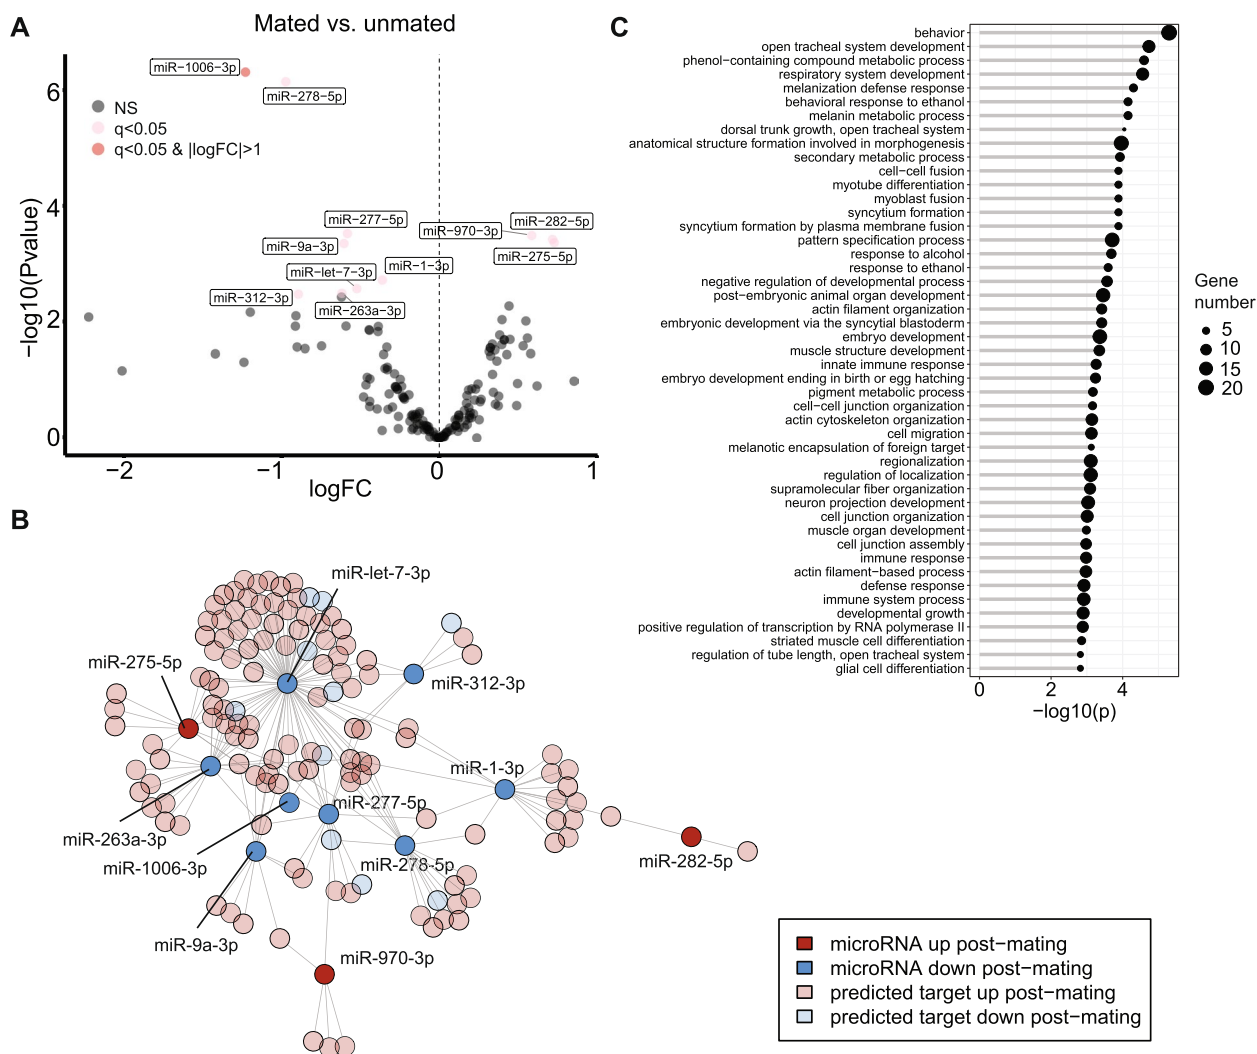 A
Mated vs. unmated
miR−1006−3p
miR−278−5p
NS
q<0.05
q<0.05 & |logFC|>1
miR−277−5p
miR−9a−3p
miR−let−7−3p
miR−1−3p
miR−312−3p
miR−263a−3p
miR−970−3p
miR−282−5p
miR−275−5p
−log10(Pvalue)
6
4
2
0
−2
−1
0
1
logFC
B
miR-let-7-3p
miR-275-5p
miR-312-3p
miR-1-3p
miR-277-5p
miR-263a-3p
miR-1006-3p
miR-278-5p
miR-282-5p
miR-9a-3p
miR-970-3p
microRNA up post−mating
microRNA down post−mating
predicted target up post−mating
predicted target down post−mating
C
behavior
open tracheal system development
phenol−containing compound metabolic process
respiratory system development
melanization defense response
behavioral response to ethanol
melanin metabolic process
dorsal trunk growth, open tracheal system
anatomical structure formation involved in morphogenesis
secondary metabolic process
cell−cell fusion
myotube differentiation
myoblast fusion
syncytium formation
syncytium formation by plasma membrane fusion
pattern specification process
response to alcohol
response to ethanol
negative regulation of developmental process
post−embryonic animal organ development
actin filament organization
embryonic development via the syncytial blastoderm
embryo development
muscle structure development
innate immune response
embryo development ending in birth or egg hatching
pigment metabolic process
cell−cell junction organization
actin cytoskeleton organization
cell migration
melanotic encapsulation of foreign target
regionalization
regulation of localization
supramolecular fiber organization
neuron projection development
cell junction organization
muscle organ development
cell junction assembly
immune response
actin filament−based process
defense response
immune system process
developmental growth
positive regulation of transcription by RNA polymerase II
striated muscle cell differentiation
regulation of tube length, open tracheal system
glial cell differentiation
0
2
4
−log10(p)
Gene
number
5
10
15
20